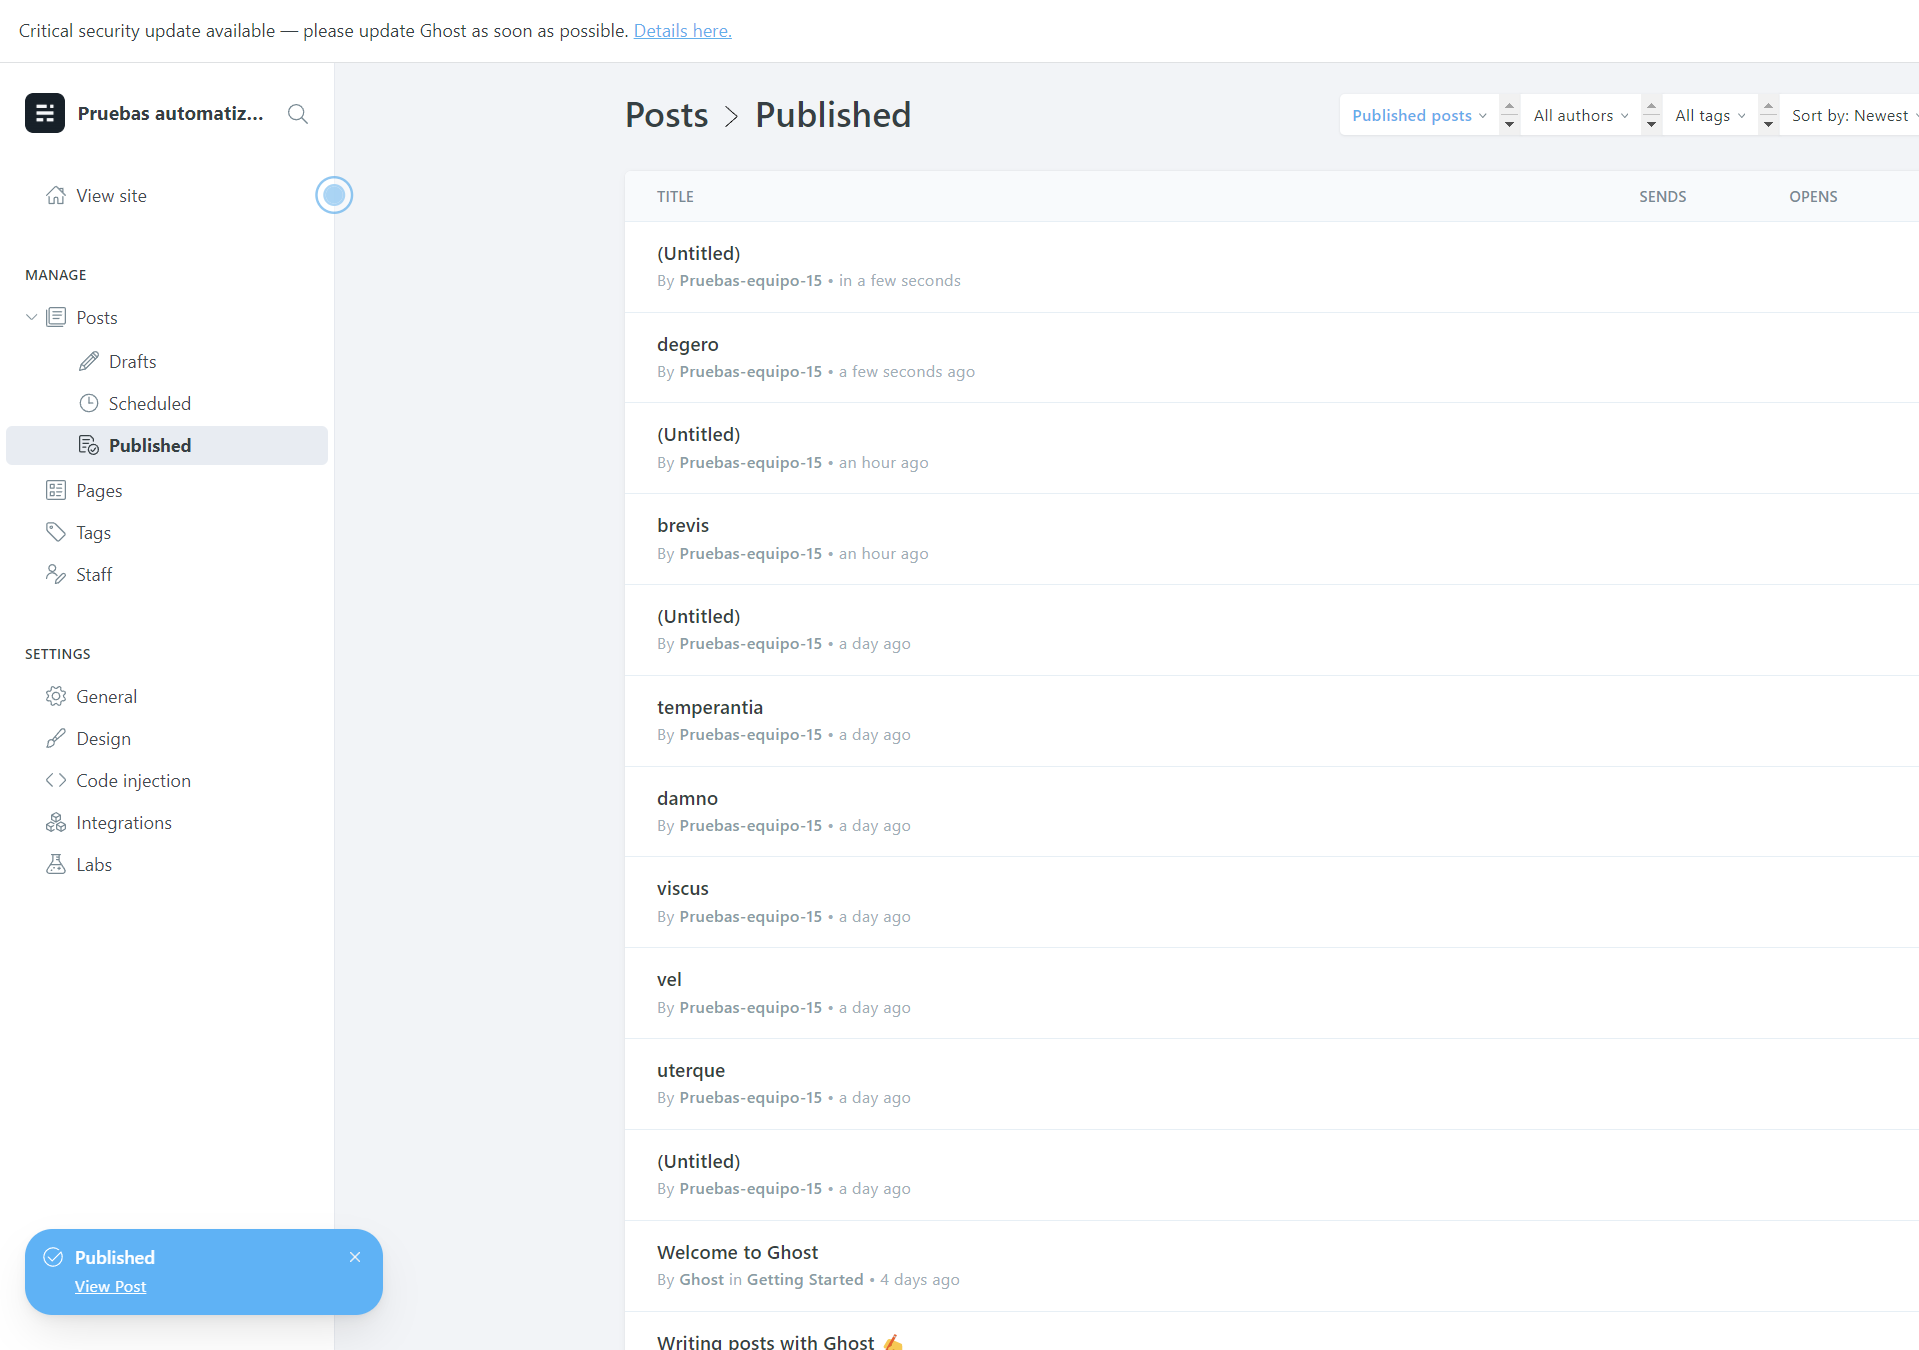 Critical security update available — please update Ghost as soon as possible. Details here.
Pruebas automatiz...
View site
MANAGE
Posts
Drafts
Scheduled
Published
Pages
Tags
Staff
SETTINGS
General
Design
Code injection
Integrations
Labs
Published
View Post
Posts > Published
Published posts
All authors
All tags
Sort by: Newest
TITLE SENDS OPENS
(Untitled)
By Pruebas-equipo-15 • in a few seconds
degero
By Pruebas-equipo-15 • a few seconds ago
(Untitled)
By Pruebas-equipo-15 • an hour ago
brevis
By Pruebas-equipo-15 • an hour ago
(Untitled)
By Pruebas-equipo-15 • a day ago
temperantia
By Pruebas-equipo-15 • a day ago
damno
By Pruebas-equipo-15 • a day ago
viscus
By Pruebas-equipo-15 • a day ago
vel
By Pruebas-equipo-15 • a day ago
uterque
By Pruebas-equipo-15 • a day ago
(Untitled)
By Pruebas-equipo-15 • a day ago
Welcome to Ghost
By Ghost in Getting Started • 4 days ago
Writing posts with Ghost ✍️